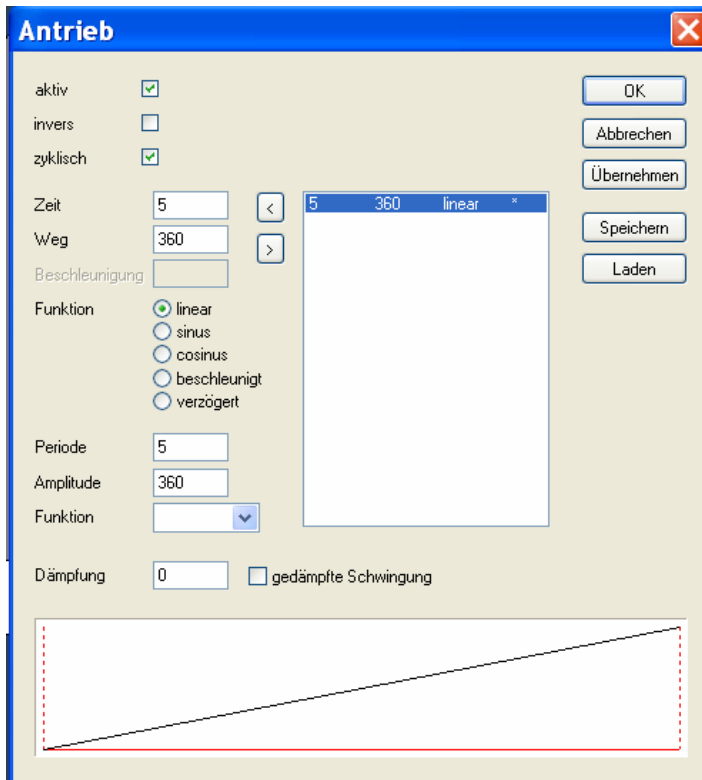 Antrieb
aktiv
invers
zyklisch
OK
Abbrechen
Übernehmen
Speichern
Laden
Zeit 5 <
Weg 360 >
Beschleunigung
5 360 linear *
Funktion linear
sinus
cosinus
beschleunigt
verzögert
Periode 5
Amplitude 360
Funktion
Dämpfung 0 gedämpfte Schwingung